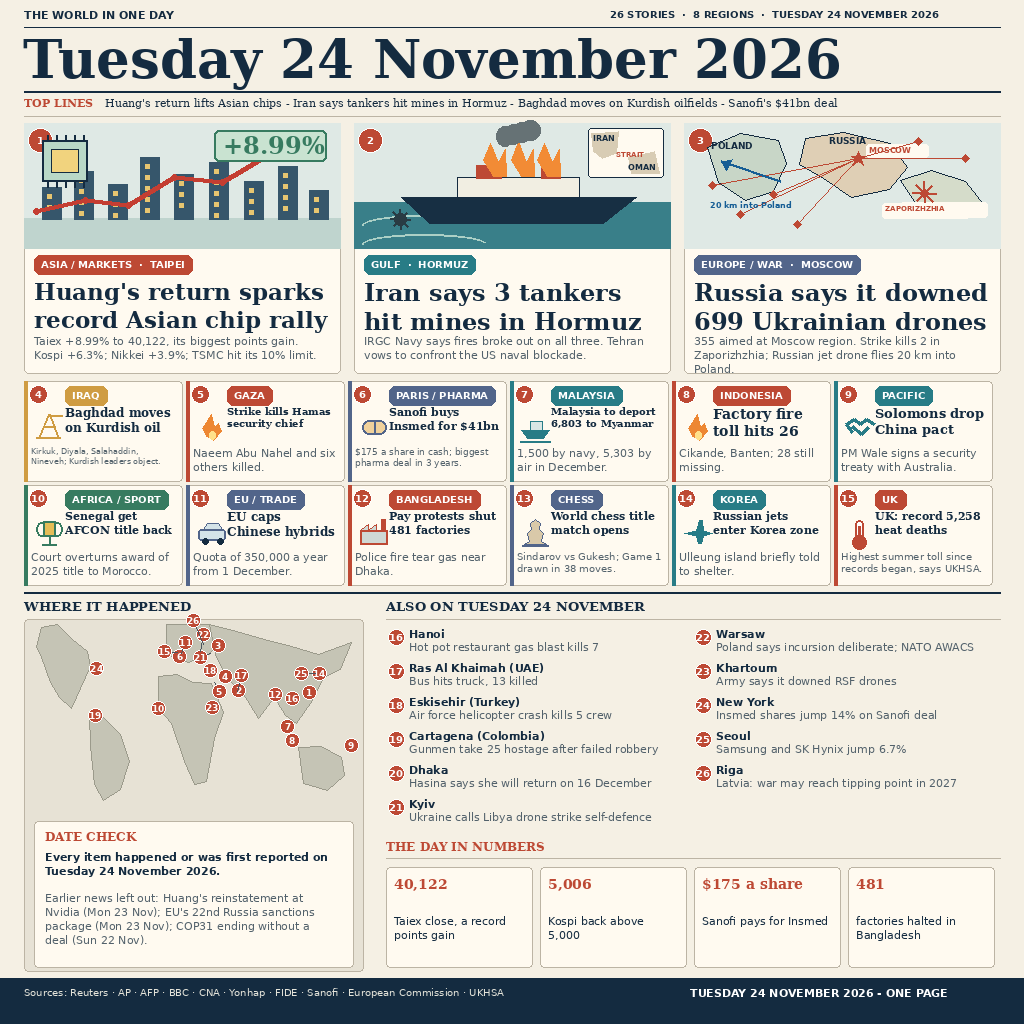 THE WORLD IN ONE DAY
26 STORIES · 8 REGIONS · TUESDAY 24 NOVEMBER 2026
Tuesday 24 November 2026
TOP LINES Huang's return lifts Asian chips - Iran says tankers hit mines in Hormuz - Baghdad moves on Kurdish oilfields - Sanofi's $41bn deal
1
+8.99%
ASIA / MARKETS · TAIPEI
Huang's return sparks
record Asian chip rally
Taiex +8.99% to 40,122, its biggest points gain.
Kospi +6.3%; Nikkei +3.9%; TSMC hit its 10% limit.
2
IRAN
STRAIT
OMAN
GULF · HORMUZ
Iran says 3 tankers
hit mines in Hormuz
IRGC Navy says fires broke out on all three. Tehran
vows to confront the US naval blockade.
3
POLAND
RUSSIA
MOSCOW
20 km into Poland
ZAPORIZHZHIA
EUROPE / WAR · MOSCOW
Russia says it downed
699 Ukrainian drones
355 aimed at Moscow region. Strike kills 2 in
Zaporizhzhia; Russian jet drone flies 20 km into
Poland.
4
IRAQ
Baghdad moves
on Kurdish oil
Kirkuk, Diyala, Salahaddin,
Nineveh; Kurdish leaders object.
5
GAZA
Strike kills Hamas
security chief
Naeem Abu Nahel and six
others killed.
6
PARIS / PHARMA
Sanofi buys
Insmed for $41bn
$175 a share in cash; biggest
pharma deal in 3 years.
7
MALAYSIA
Malaysia to deport
6,803 to Myanmar
1,500 by navy, 5,303 by
air in December.
8
INDONESIA
Factory fire
toll hits 26
Cikande, Banten; 28 still
missing.
9
PACIFIC
Solomons drop
China pact
PM Wale signs a security
treaty with Australia.
10
AFRICA / SPORT
Senegal get
AFCON title back
Court overturns award of
2025 title to Morocco.
11
EU / TRADE
EU caps
Chinese hybrids
Quota of 350,000 a year
from 1 December.
12
BANGLADESH
Pay protests shut
481 factories
Police fire tear gas near
Dhaka.
13
CHESS
World chess title
match opens
Sindarov vs Gukesh; Game 1
drawn in 38 moves.
14
KOREA
Russian jets
enter Korea zone
Ulleung island briefly told
to shelter.
15
UK
UK: record 5,258
heat deaths
Highest summer toll since
records began, says UKHSA.
WHERE IT HAPPENED
26
22
11
3
15
6
21
24
18
4
17
25
14
5
2
12
16
1
10
23
19
7
8
9
DATE CHECK
Every item happened or was first reported on
Tuesday 24 November 2026.
Earlier news left out: Huang's reinstatement at
Nvidia (Mon 23 Nov); EU's 22nd Russia sanctions
package (Mon 23 Nov); COP31 ending without a
deal (Sun 22 Nov).
ALSO ON TUESDAY 24 NOVEMBER
16 Hanoi
Hot pot restaurant gas blast kills 7
17 Ras Al Khaimah (UAE)
Bus hits truck, 13 killed
18 Eskisehir (Turkey)
Air force helicopter crash kills 5 crew
19 Cartagena (Colombia)
Gunmen take 25 hostage after failed robbery
20 Dhaka
Hasina says she will return on 16 December
21 Kyiv
Ukraine calls Libya drone strike self-defence
22 Warsaw
Poland says incursion deliberate; NATO AWACS
23 Khartoum
Army says it downed RSF drones
24 New York
Insmed shares jump 14% on Sanofi deal
25 Seoul
Samsung and SK Hynix jump 6.7%
26 Riga
Latvia: war may reach tipping point in 2027
THE DAY IN NUMBERS
40,122
Taiex close, a record
points gain
5,006
Kospi back above
5,000
$175 a share
Sanofi pays for Insmed
481
factories halted in
Bangladesh
Sources: Reuters · AP · AFP · BBC · CNA · Yonhap · FIDE · Sanofi · European Commission · UKHSA
TUESDAY 24 NOVEMBER 2026 - ONE PAGE